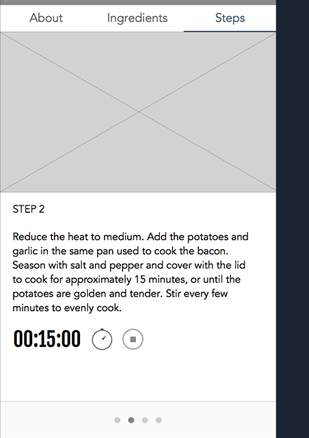 About Ingredients Steps
STEP 2
Reduce the heat to medium. Add the potatoes and
garlic in the same pan used to cook the bacon.
Season with salt and pepper and cover with the lid
to cook for approximately 15 minutes, or until the
potatoes are golden and tender. Stir every few
minutes to evenly cook.
00:15:00